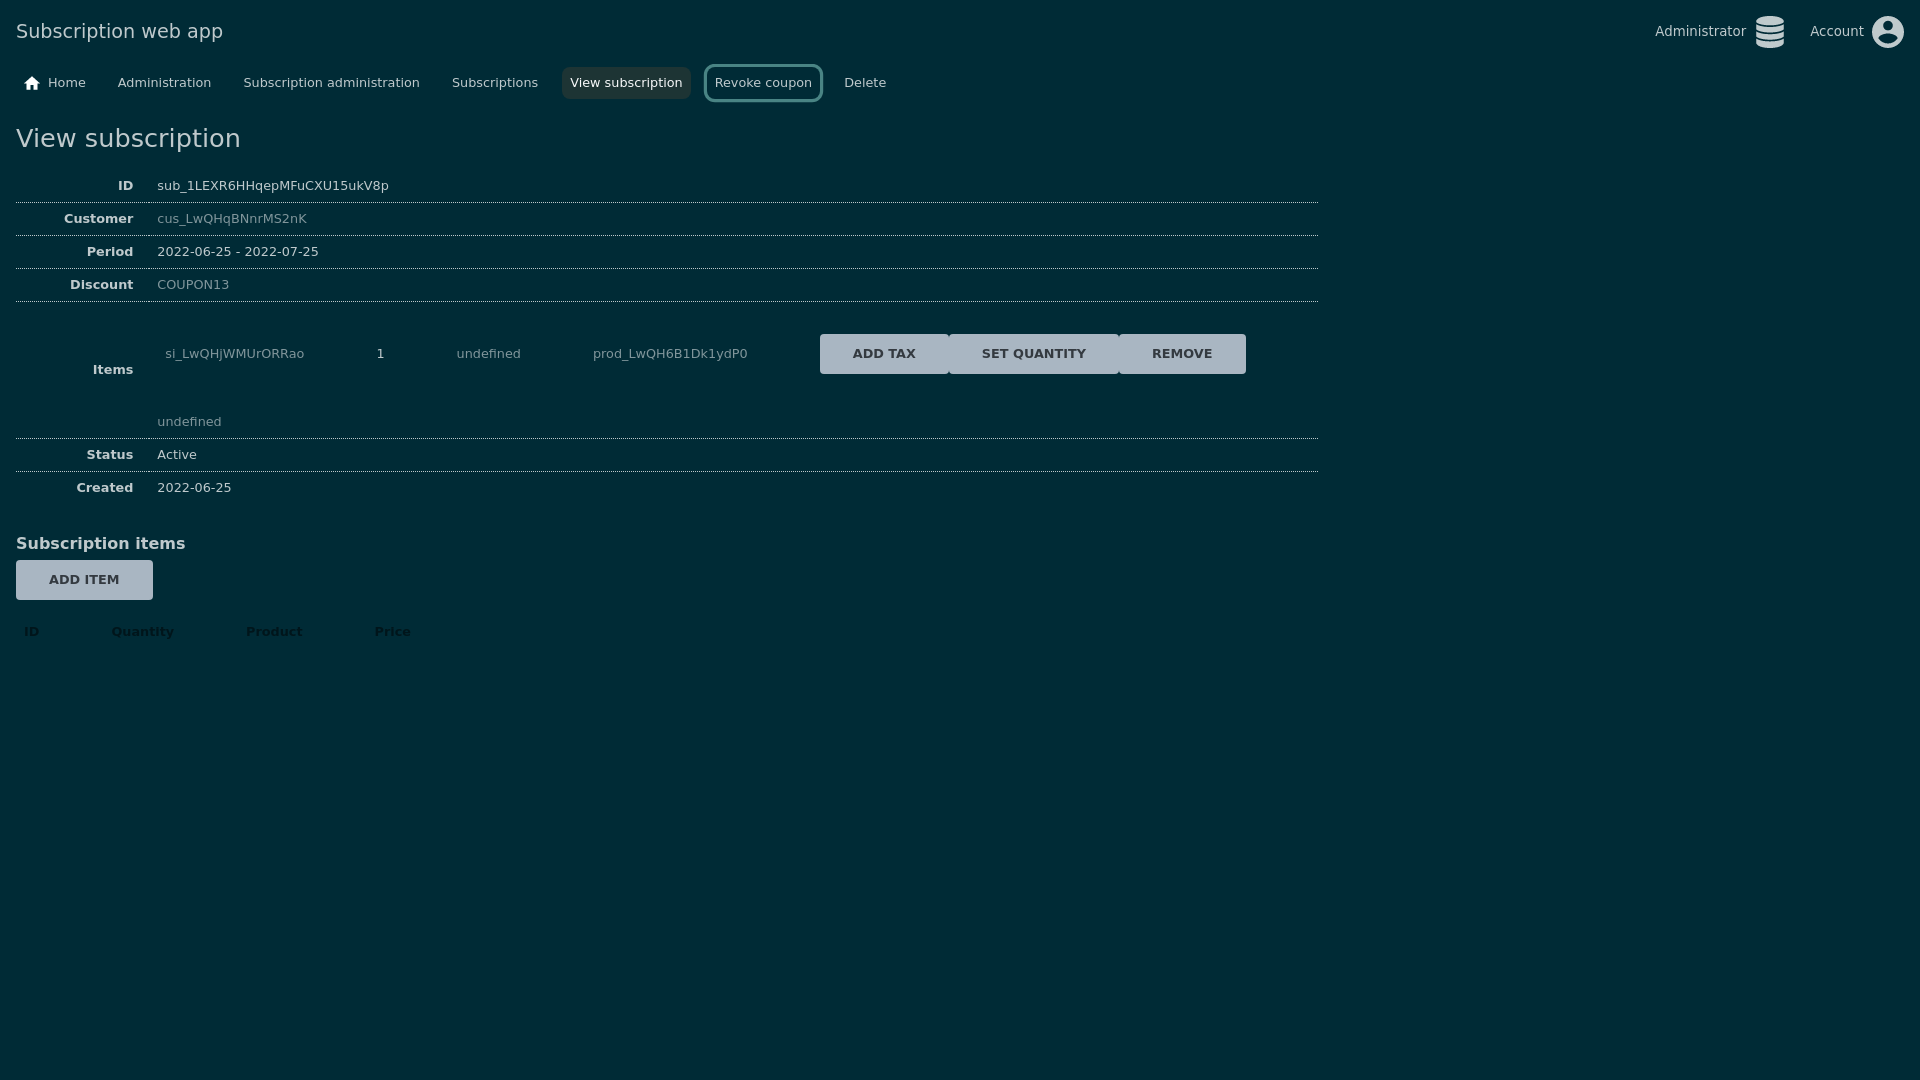 Subscription web app
Administrator
Account
Home
Administration
Subscription administration
Subscriptions
View subscription
Revoke coupon
Delete
View subscription
ID sub_1LEXR6HHqepMFuCXU15ukV8p
Customer cus_LwQHqBNnrMS2nK
Period 2022-06-25 - 2022-07-25
Discount COUPON13
Items si_LwQHjWMUrORRao 1 undefined prod_LwQH6B1Dk1ydP0 ADD TAX SET QUANTITY REMOVE
undefined
Status Active
Created 2022-06-25
Subscription items
ADD ITEM
ID Quantity Product Price